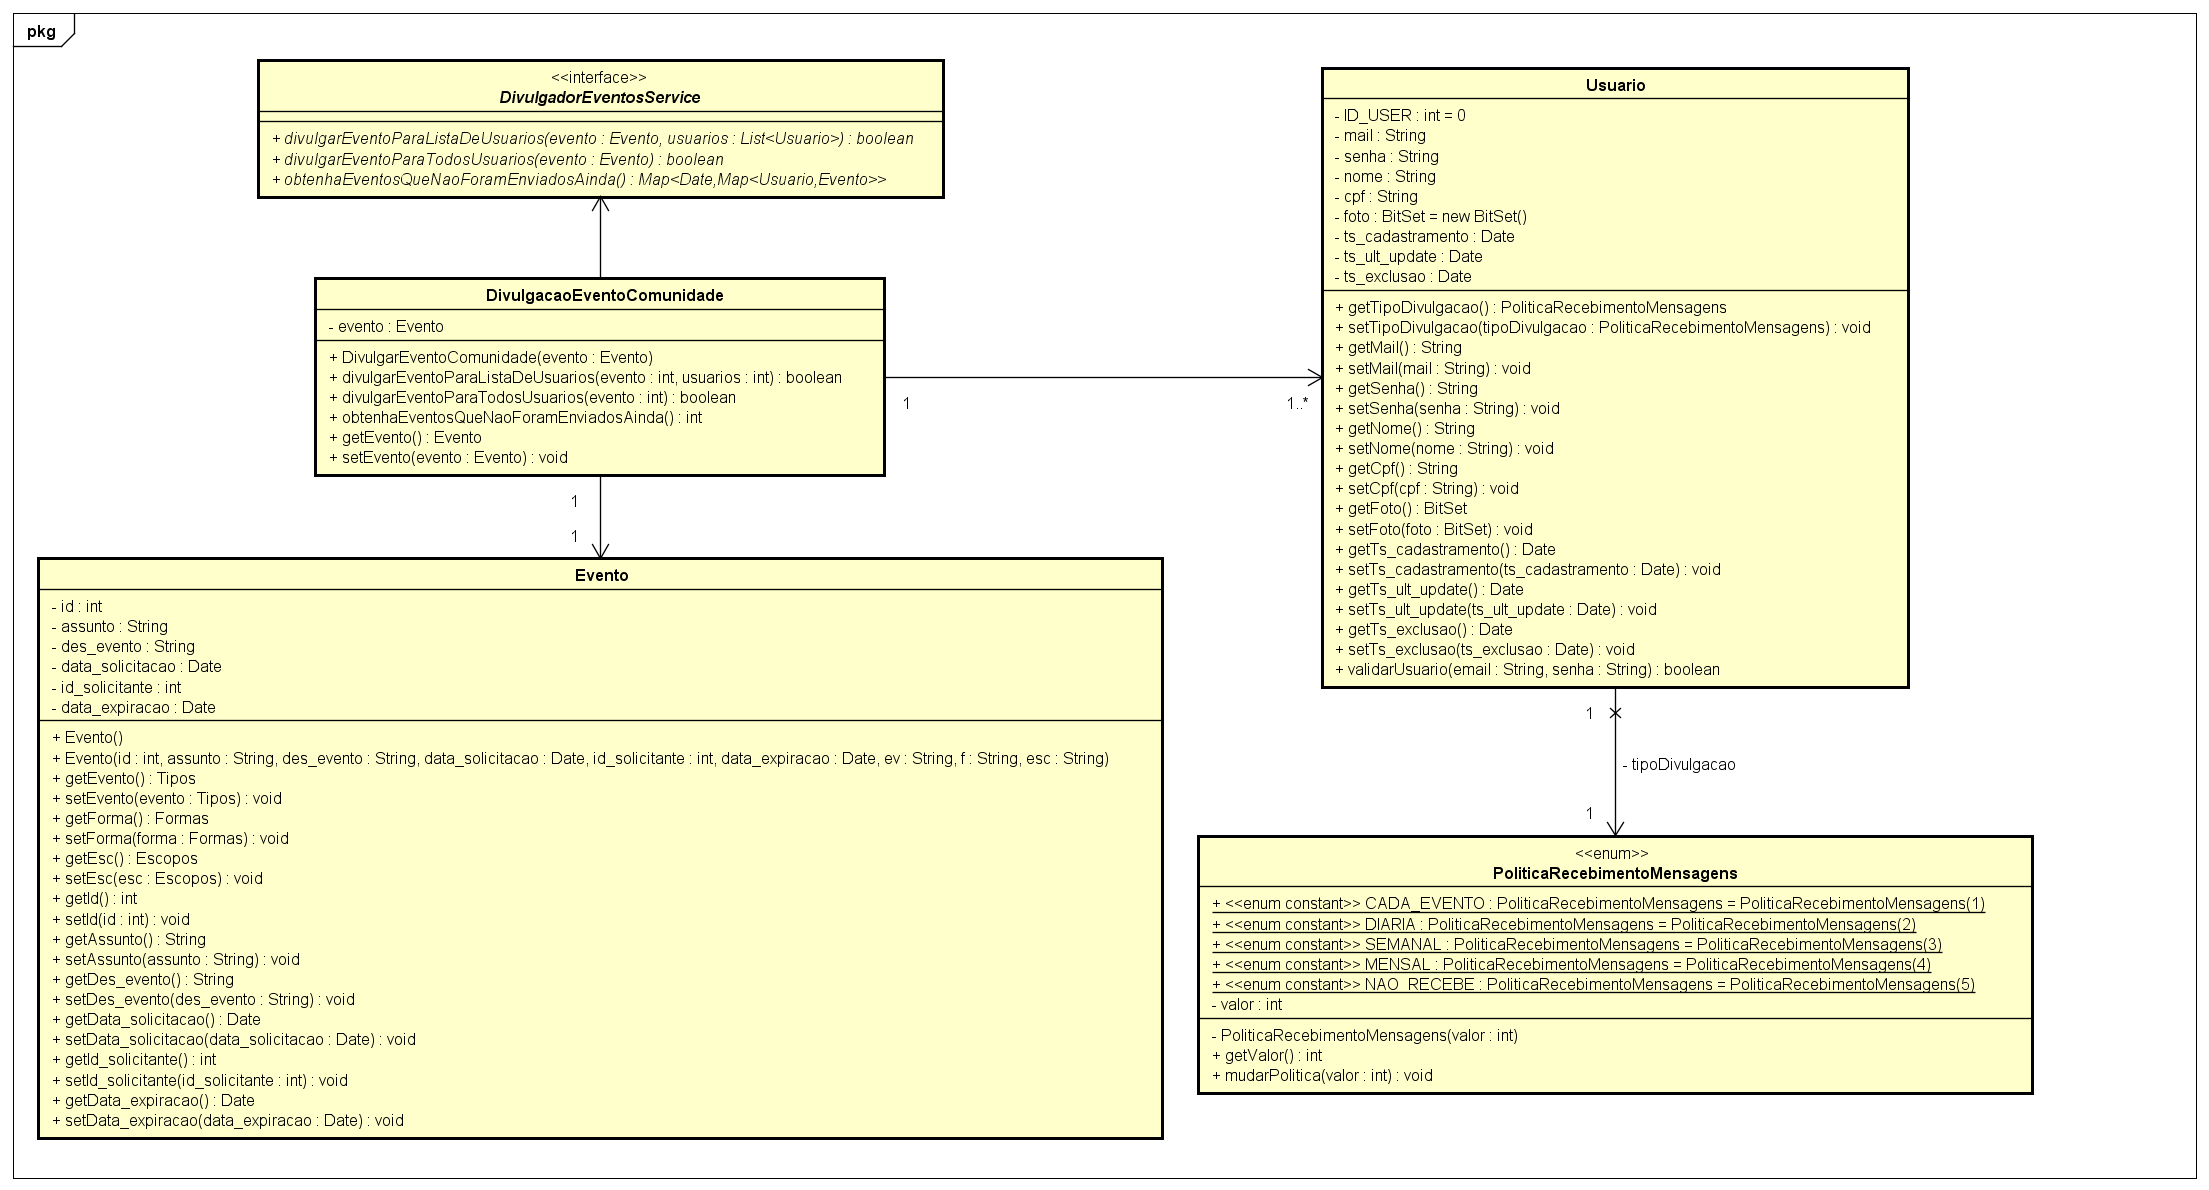 pkg
<<interface>>
DivulgadorEventosService
+ divulgarEventoParaListaDeUsuarios(evento : Evento, usuarios : List<Usuario>) : boolean
+ divulgarEventoParaTodosUsuarios(evento : Evento) : boolean
+ obtenhaEventosQueNaoForamEnviadosAinda() : Map<Date,Map<Usuario,Evento>>
DivulgacaoEventoComunidade
- evento : Evento
+ DivulgarEventoComunidade(evento : Evento)
+ divulgarEventoParaListaDeUsuarios(evento : int, usuarios : int) : boolean
+ divulgarEventoParaTodosUsuarios(evento : int) : boolean
+ obtenhaEventosQueNaoForamEnviadosAinda() : int
+ getEvento() : Evento
+ setEvento(evento : Evento) : void
1
1..*
1
1
Evento
- id : int
- assunto : String
- des_evento : String
- data_solicitacao : Date
- id_solicitante : int
- data_expiracao : Date
+ Evento()
+ Evento(id : int, assunto : String, des_evento : String, data_solicitacao : Date, id_solicitante : int, data_expiracao : Date, ev : String, f : String, esc : String)
+ getEvento() : Tipos
+ setEvento(evento : Tipos) : void
+ getForma() : Formas
+ setForma(forma : Formas) : void
+ getEsc() : Escopos
+ setEsc(esc : Escopos) : void
+ getId() : int
+ setId(id : int) : void
+ getAssunto() : String
+ setAssunto(assunto : String) : void
+ getDes_evento() : String
+ setDes_evento(des_evento : String) : void
+ getData_solicitacao() : Date
+ setData_solicitacao(data_solicitacao : Date) : void
+ getId_solicitante() : int
+ setId_solicitante(id_solicitante : int) : void
+ getData_expiracao() : Date
+ setData_expiracao(data_expiracao : Date) : void
Usuario
- ID_USER : int = 0
- mail : String
- senha : String
- nome : String
- cpf : String
- foto : BitSet = new BitSet()
- ts_cadastramento : Date
- ts_ult_update : Date
- ts_exclusao : Date
+ getTipoDivulgacao() : PoliticaRecebimentoMensagens
+ setTipoDivulgacao(tipoDivulgacao : PoliticaRecebimentoMensagens) : void
+ getMail() : String
+ setMail(mail : String) : void
+ getSenha() : String
+ setSenha(senha : String) : void
+ getNome() : String
+ setNome(nome : String) : void
+ getCpf() : String
+ setCpf(cpf : String) : void
+ getFoto() : BitSet
+ setFoto(foto : BitSet) : void
+ getTs_cadastramento() : Date
+ setTs_cadastramento(ts_cadastramento : Date) : void
+ getTs_ult_update() : Date
+ setTs_ult_update(ts_ult_update : Date) : void
+ getTs_exclusao() : Date
+ setTs_exclusao(ts_exclusao : Date) : void
+ validarUsuario(email : String, senha : String) : boolean
1
- tipoDivulgacao
1
<<enum>>
PoliticaRecebimentoMensagens
+ <<enum constant>> CADA_EVENTO : PoliticaRecebimentoMensagens = PoliticaRecebimentoMensagens(1)
+ <<enum constant>> DIARIA : PoliticaRecebimentoMensagens = PoliticaRecebimentoMensagens(2)
+ <<enum constant>> SEMANAL : PoliticaRecebimentoMensagens = PoliticaRecebimentoMensagens(3)
+ <<enum constant>> MENSAL : PoliticaRecebimentoMensagens = PoliticaRecebimentoMensagens(4)
+ <<enum constant>> NAO_RECEBE : PoliticaRecebimentoMensagens = PoliticaRecebimentoMensagens(5)
- valor : int
- PoliticaRecebimentoMensagens(valor : int)
+ getValor() : int
+ mudarPolitica(valor : int) : void